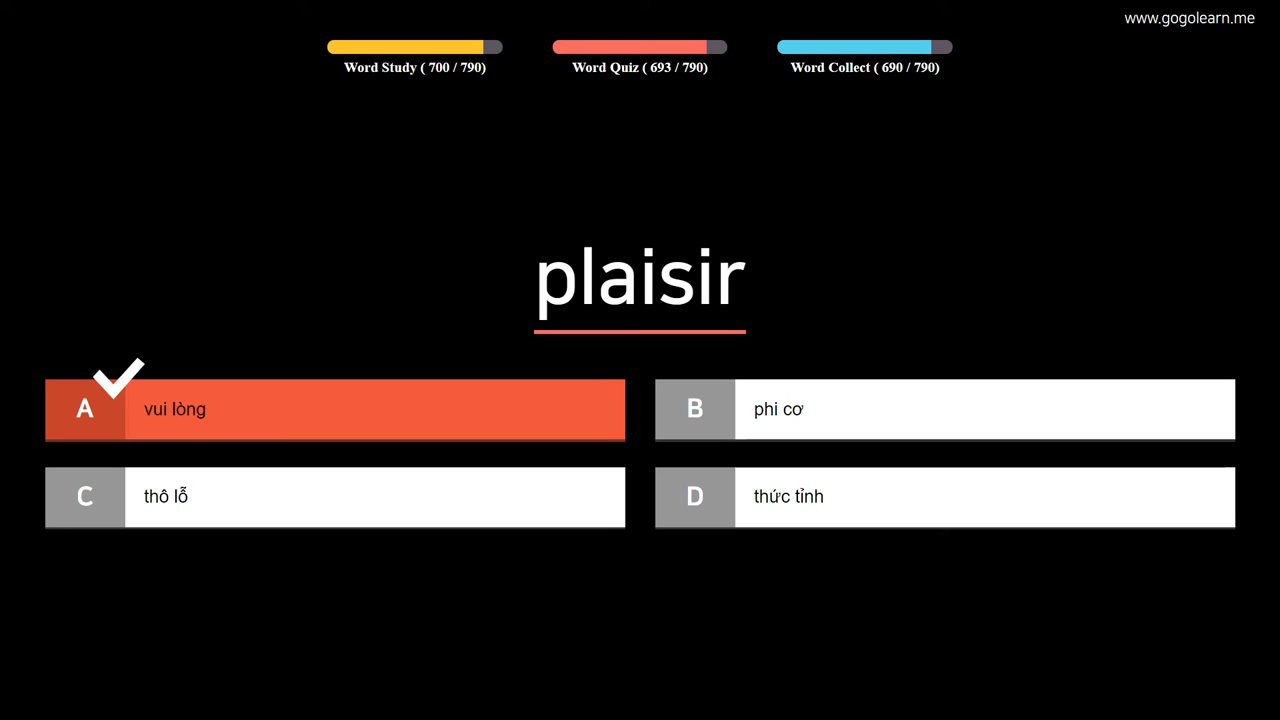 www.gogolearn.me
Word Study ( 700 / 790)
Word Quiz ( 693 / 790)
Word Collect ( 690 / 790)
plaisir
A vui lòng
B phi cơ
C thô lỗ
D thức tỉnh